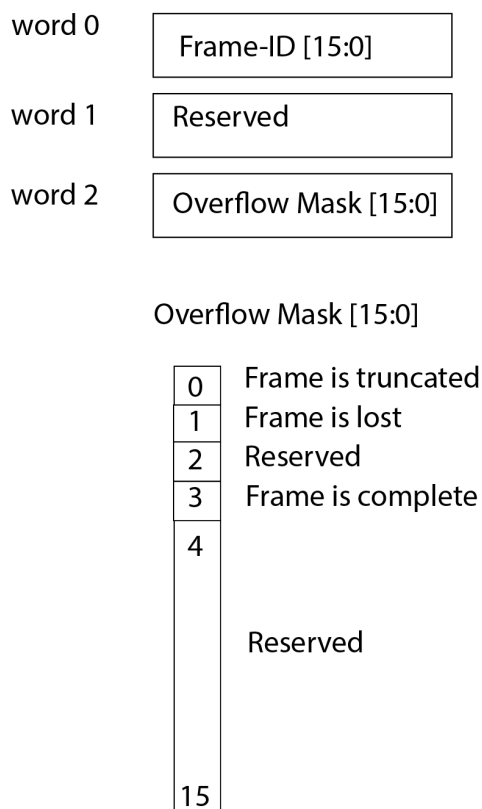 word 0
Frame-ID [15:0]
word 1
Reserved
word 2
Overflow Mask [15:0]
Overflow Mask [15:0]
0 Frame is truncated
1 Frame is lost
2 Reserved
3 Frame is complete
4
Reserved
15